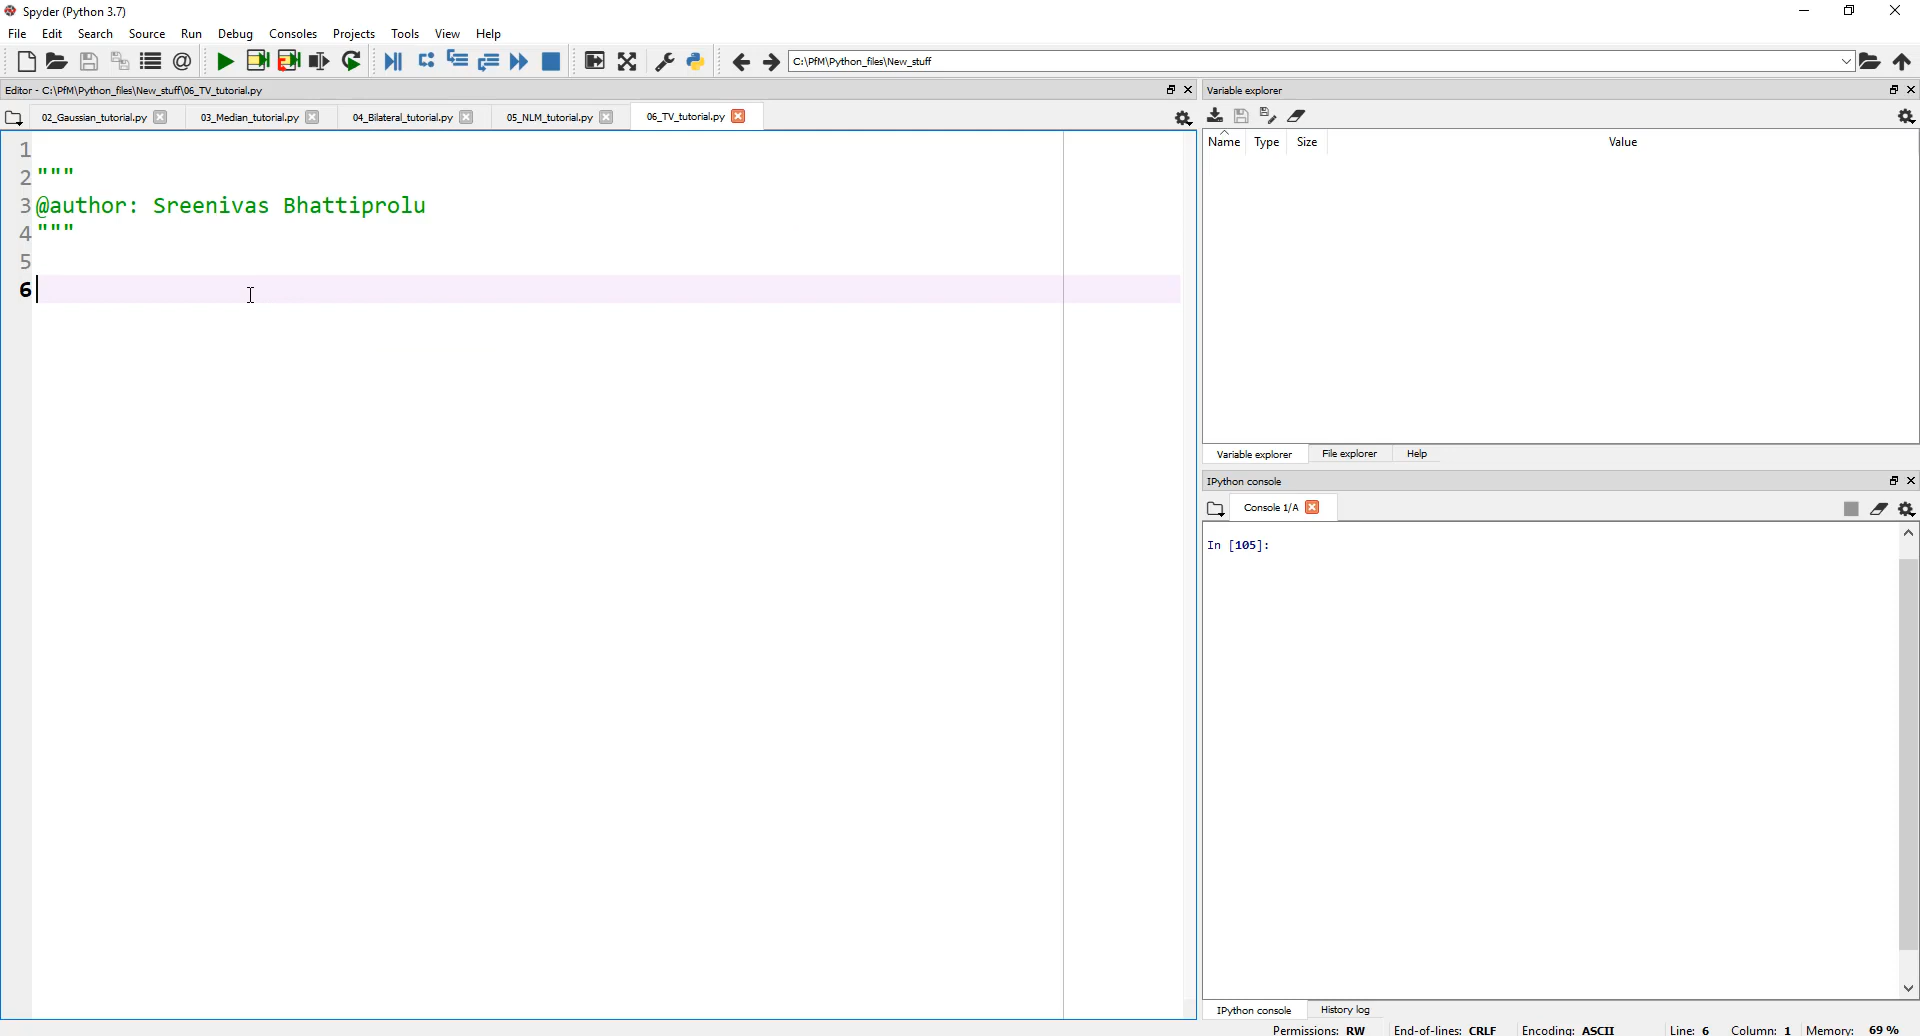 Spyder (Python 3.7)
File Edit Search Source Run Debug Consoles Projects Tools View Help
C:\PfM\Python_files\New_stuff
Editor - C:\PfM\Python_files\New_stuff\06_TV_tutorial.py
Variable explorer
02_Gaussian_tutorial.py 03_Median_tutorial.py 04_Bilateral_tutorial.py 05_NLM_tutorial.py 06_TV_tutorial.py
Name Type Size Value
1
2 """
3 @author: Sreenivas Bhattiprolu
4 """
5
6
Variable explorer File explorer Help
IPython console
Console 1/A
In [105]:
IPython console History log
Permissions: RW End-of-lines: CRLF Encoding: ASCII Line: 6 Column: 1 Memory: 69 %